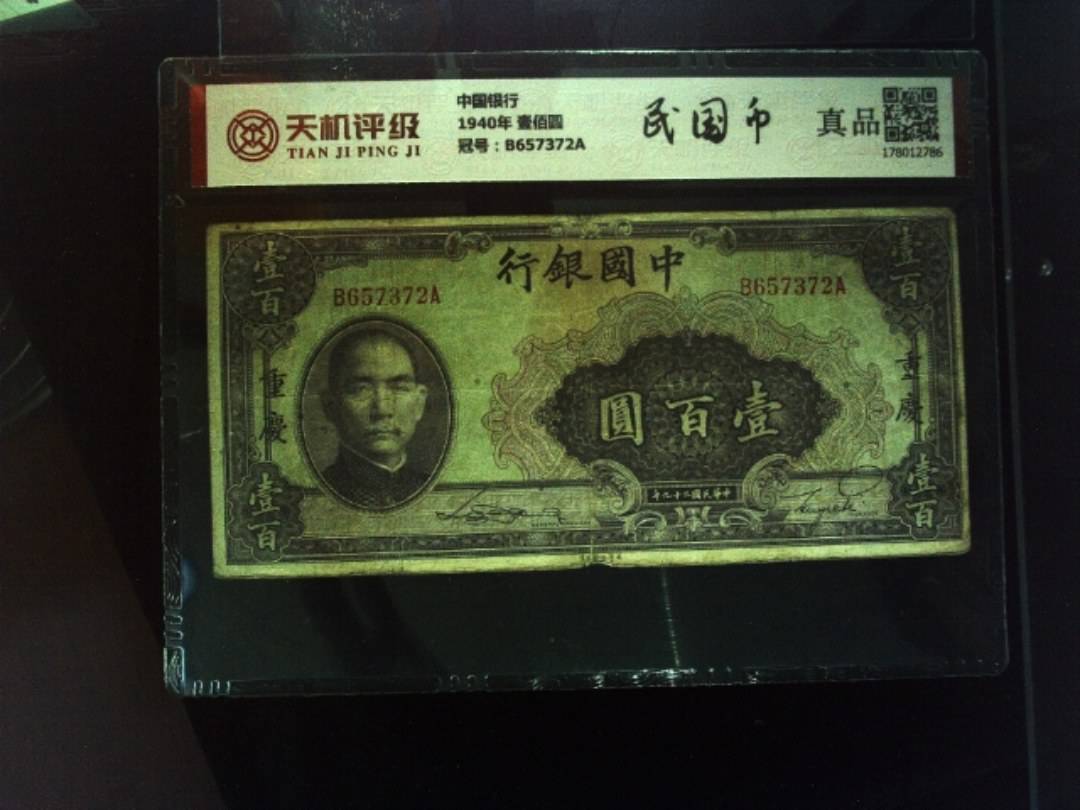 天机评级
TIAN JI PING JI
中国银行
1940年 壹佰圆
冠号：B657372A
民国币
真品
178012786
行銀國中
B657372A
B657372A
壹百
壹百
重慶
重慶
圓百壹
年九十二國民華中
壹百
壹百